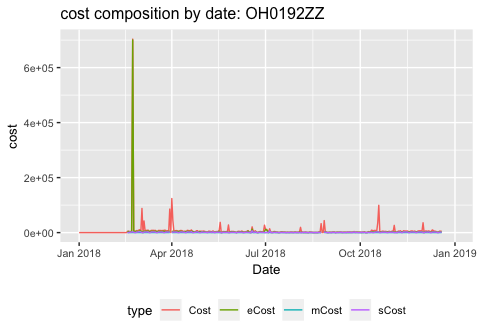 cost composition by date: OH0192ZZ
6e+05
4e+05
2e+05
0e+00
cost
Jan 2018 Apr 2018 Jul 2018 Oct 2018 Jan 2019
Date
type Cost eCost mCost sCost